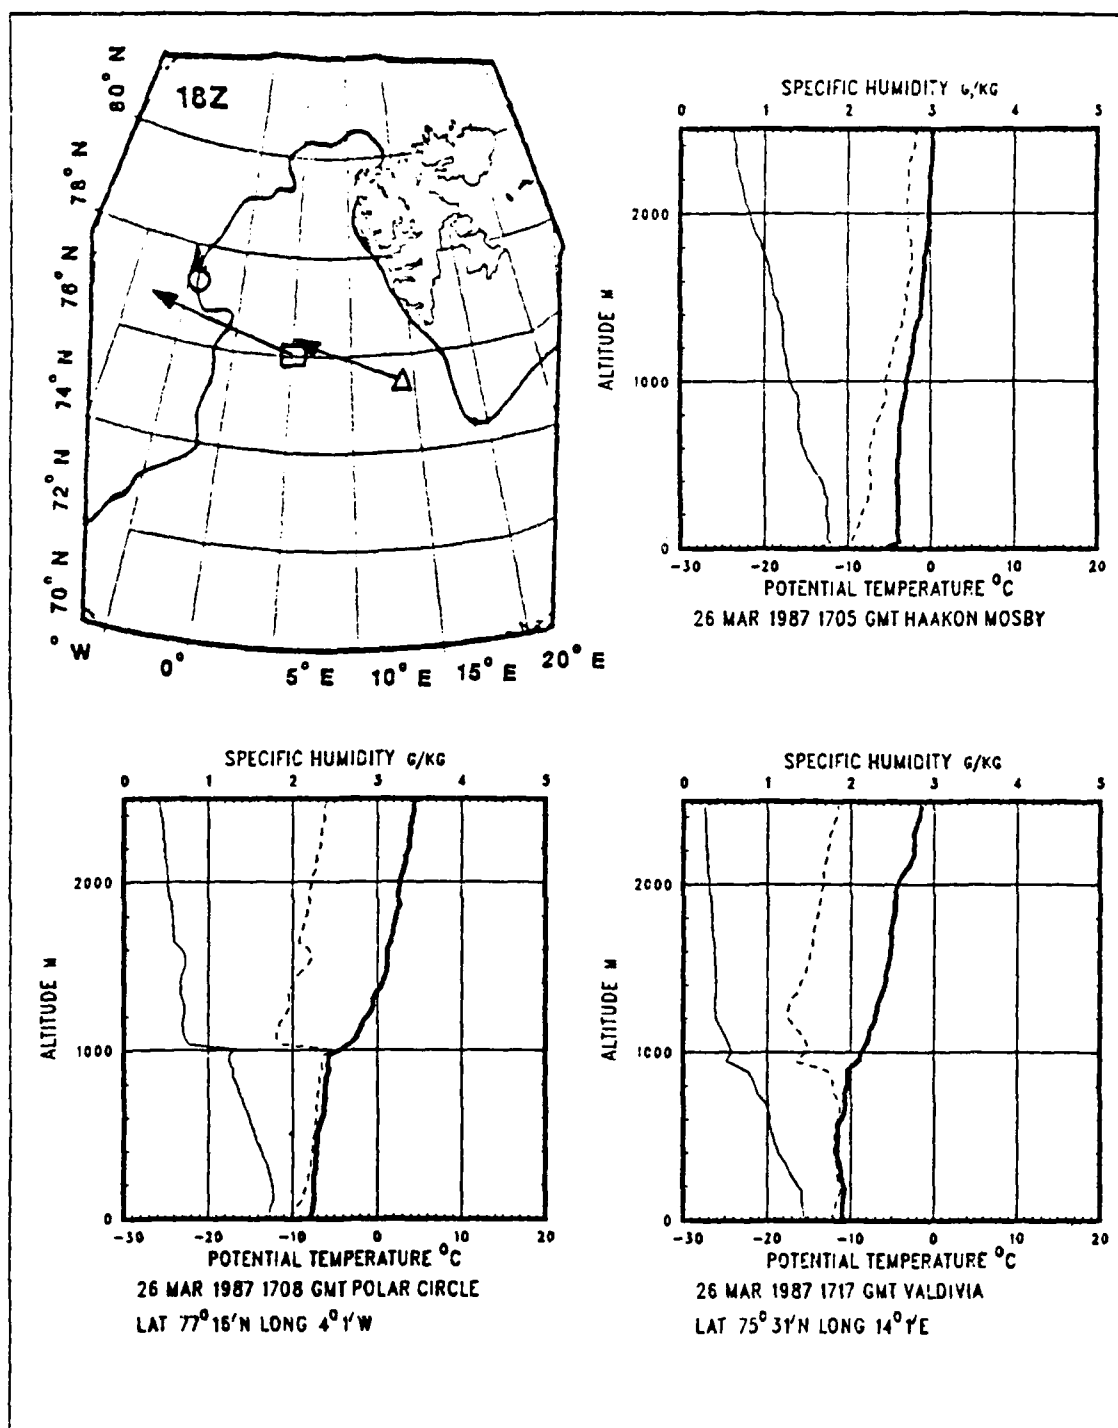 18Z
80° N
78° N
76° N
74° N
72° N
70° N
° W
0°
5° E
10° E
15° E
20° E
SPECIFIC HUMIDITY G/KG
0 1 2 3 4 5
2000
1000
0
ALTITUDE M
-30 -20 -10 0 10 20
POTENTIAL TEMPERATURE °C
26 MAR 1987 1705 GMT HAAKON MOSBY
SPECIFIC HUMIDITY G/KG
0 1 2 3 4 5
2000
1000
0
ALTITUDE M
-30 -20 -10 0 10 20
POTENTIAL TEMPERATURE °C
26 MAR 1987 1708 GMT POLAR CIRCLE
LAT 77°16'N LONG 4°1'W
SPECIFIC HUMIDITY G/KG
0 1 2 3 4 5
2000
1000
0
ALTITUDE M
-30 -20 -10 0 10 20
POTENTIAL TEMPERATURE °C
26 MAR 1987 1717 GMT VALDIVIA
LAT 75°31'N LONG 14°1'E